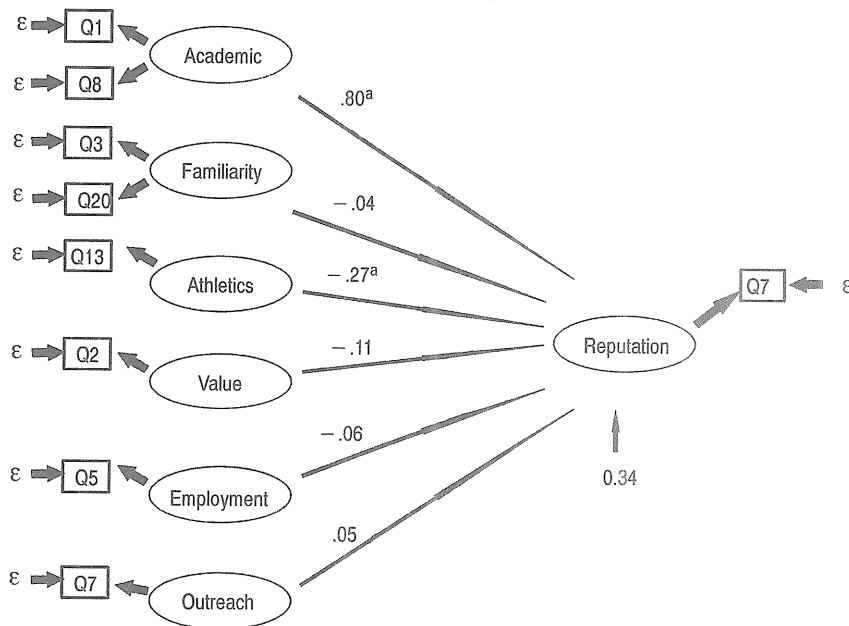 ε Q1
Academic
ε Q8
.80ª
ε Q3
Familiarity
ε Q20
− .04
ε Q13
Athletics
− .27ª
Q7 ε
ε Q2
Value
− .11
Reputation
− .06
ε Q5
Employment
0.34
.05
ε Q7
Outreach